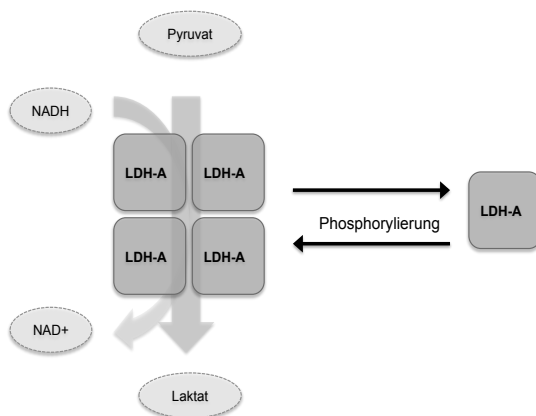 Pyruvat
NADH
LDH-A LDH-A
LDH-A
Phosphorylierung
LDH-A LDH-A
NAD+
Laktat